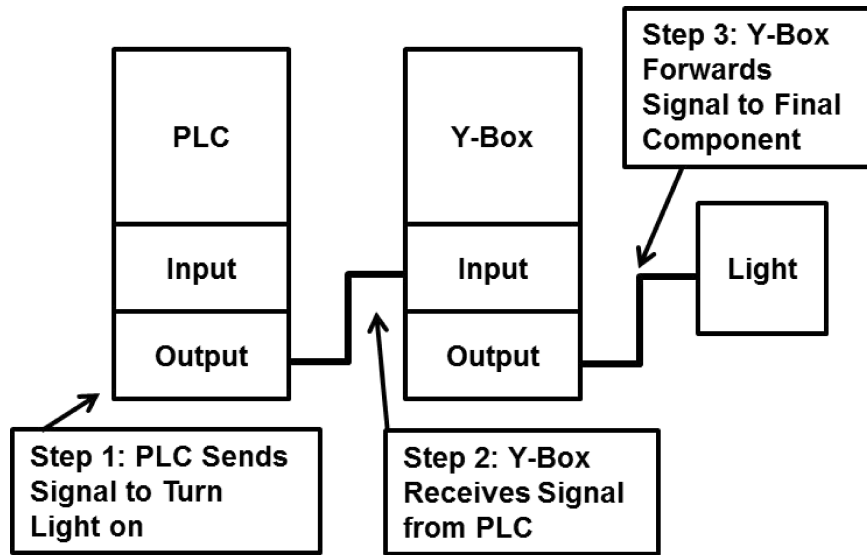 PLC
Input
Output
Y-Box
Input
Output
Light
Step 1: PLC Sends
Signal to Turn
Light on
Step 2: Y-Box
Receives Signal
from PLC
Step 3: Y-Box
Forwards
Signal to Final
Component